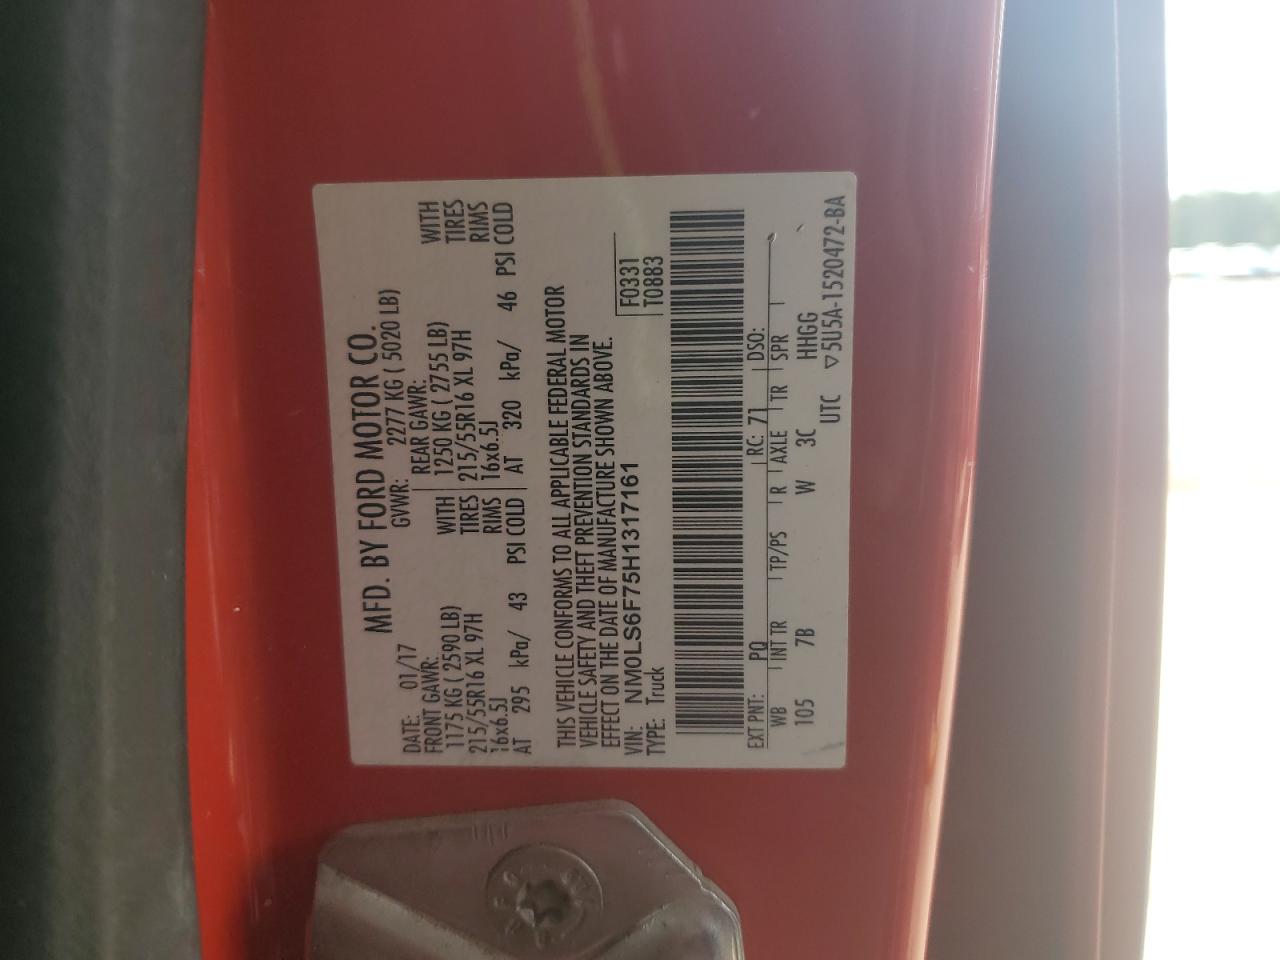 MFD. BY FORD MOTOR CO.
DATE: 01/17 GVWR: 2277 KG ( 5020 LB)
FRONT GAWR: REAR GAWR:
1175 KG ( 2590 LB) WITH 1250 KG ( 2755 LB) WITH
215/55R16 XL 97H TIRES 215/55R16 XL 97H TIRES
16x6.5J RIMS 16x6.5J RIMS
AT 295 kPa/ 43 PSI COLD AT 320 kPa/ 46 PSI COLD
THIS VEHICLE CONFORMS TO ALL APPLICABLE FEDERAL MOTOR
VEHICLE SAFETY AND THEFT PREVENTION STANDARDS IN
EFFECT ON THE DATE OF MANUFACTURE SHOWN ABOVE.
VIN: NM0LS6F75H1317161 F0331
TYPE: Truck T0883
EXT PNT: PQ RC: 71 DSO:
WB INT TR TP/PS R AXLE TR SPR
105 7B W 3C HHGG
UTC ▽5U5A-1520472-BA